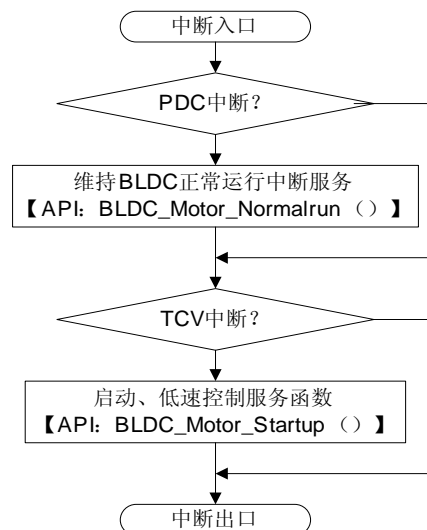 中断入口
PDC中断？
维持BLDC正常运行中断服务
【API：BLDC_Motor_Normalrun （）】
TCV中断？
启动、低速控制服务函数
【API：BLDC_Motor_Startup （）】
中断出口